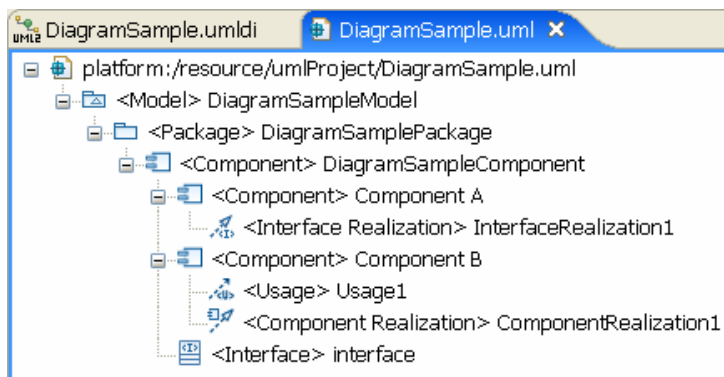 UML2 DiagramSample.umldi DiagramSample.uml
platform:/resource/umlProject/DiagramSample.uml
<Model> DiagramSampleModel
<Package> DiagramSamplePackage
<Component> DiagramSampleComponent
<Component> Component A
<I> <Interface Realization> InterfaceRealization1
<Component> Component B
<U> <Usage> Usage1
<Component Realization> ComponentRealization1
<I> <Interface> interface